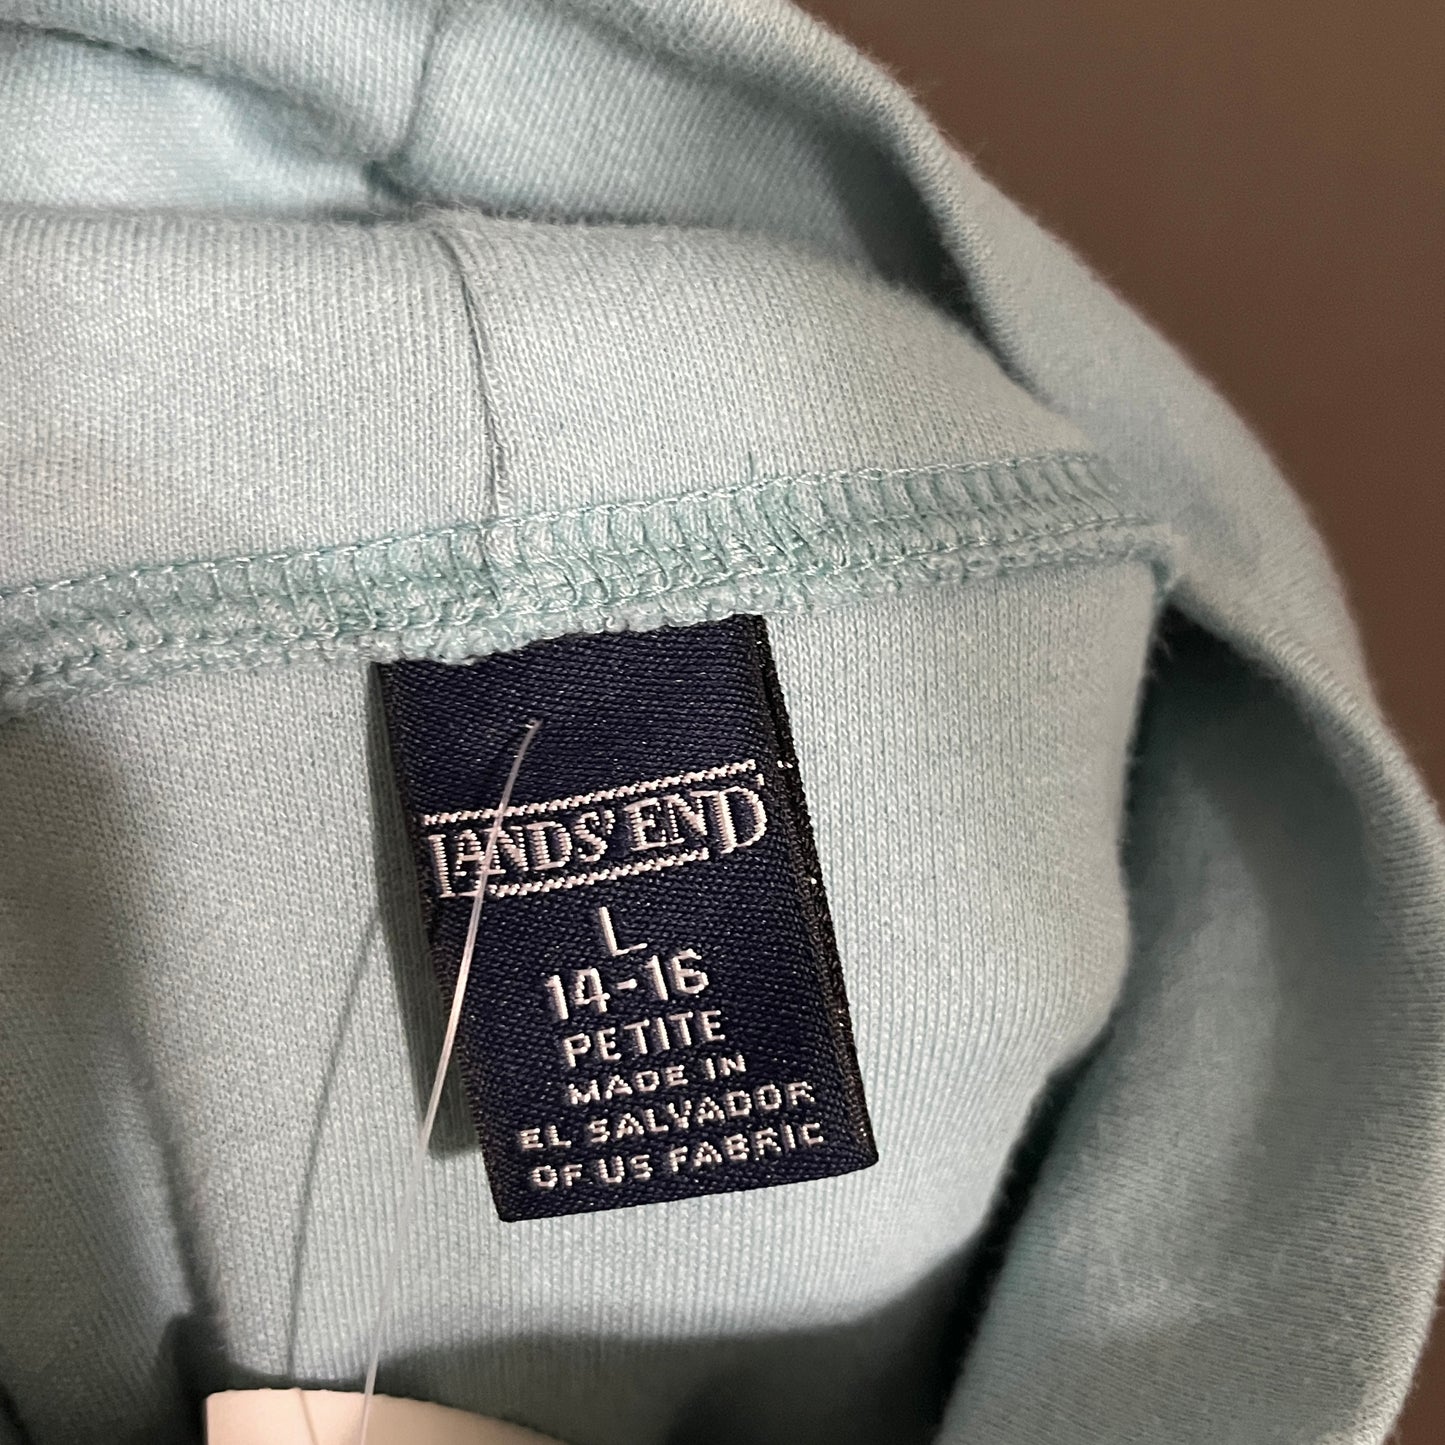 LANDS' END
L
14-16
PETITE
MADE IN
EL SALVADOR
OF US FABRIC